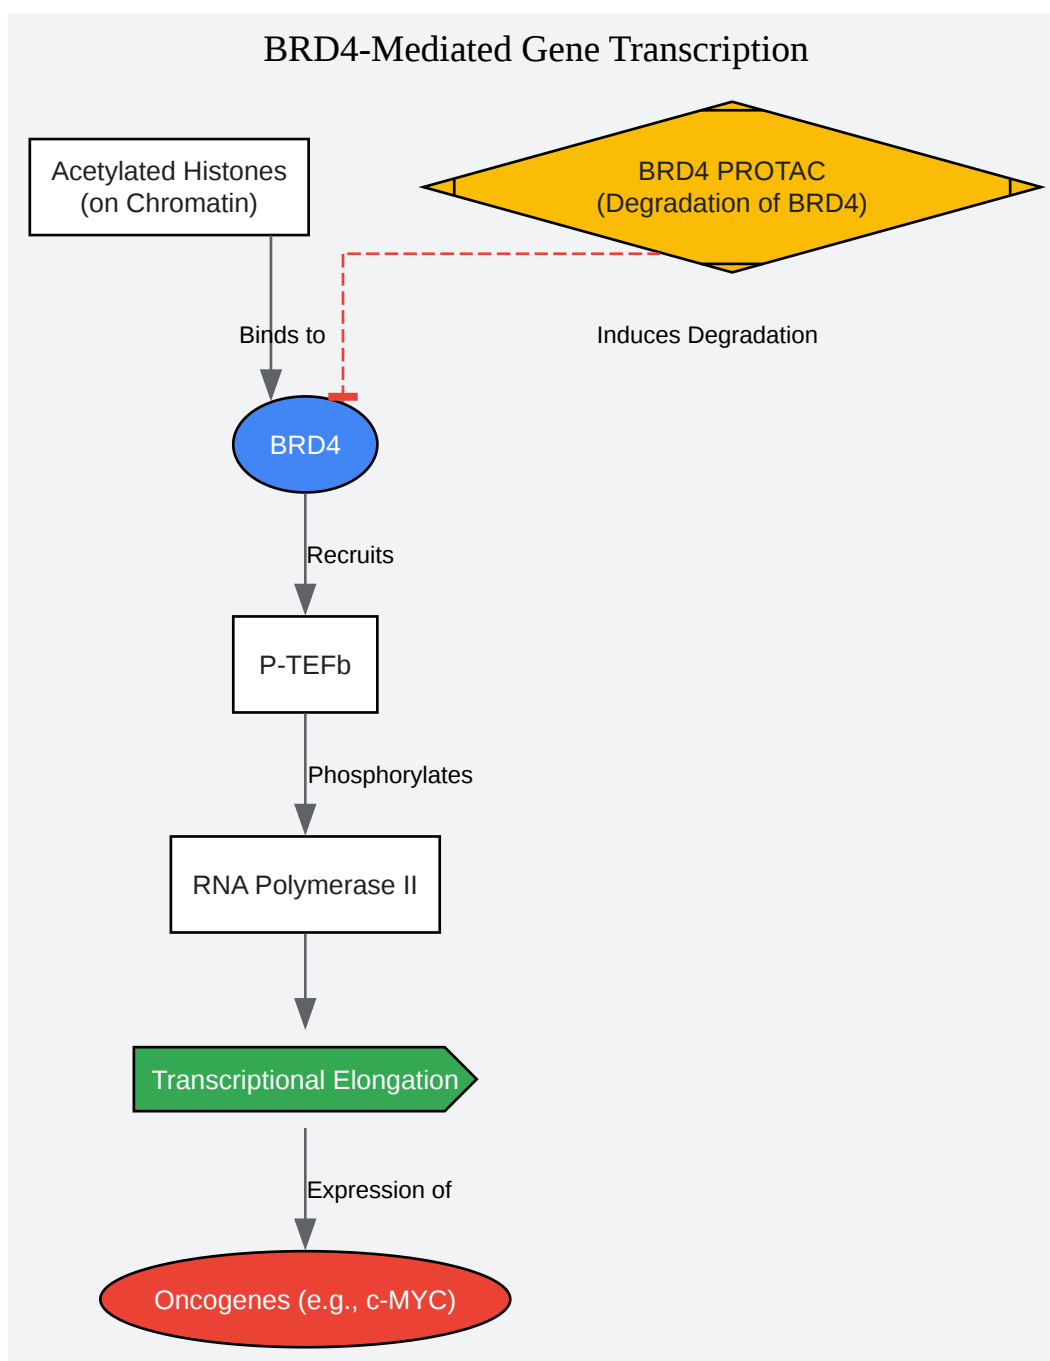 BRD4-Mediated Gene Transcription
Acetylated Histones
(on Chromatin)
BRD4 PROTAC
(Degradation of BRD4)
Binds to
Induces Degradation
BRD4
Recruits
P-TEFb
Phosphorylates
RNA Polymerase II
Transcriptional Elongation
Expression of
Oncogenes (e.g., c-MYC)